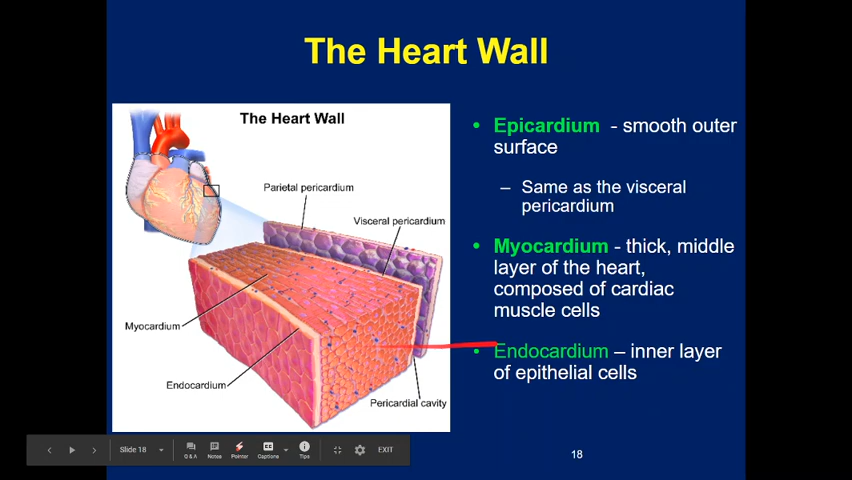 The Heart Wall
The Heart Wall
Parietal pericardium
Visceral pericardium
Myocardium
Endocardium
Pericardial cavity
• Epicardium - smooth outer
surface
– Same as the visceral
pericardium
• Myocardium - thick, middle
layer of the heart,
composed of cardiac
muscle cells
• Endocardium – inner layer
of epithelial cells
18
Slide 18
Q & A
Notes
Pointer
Captions
Tips
EXIT